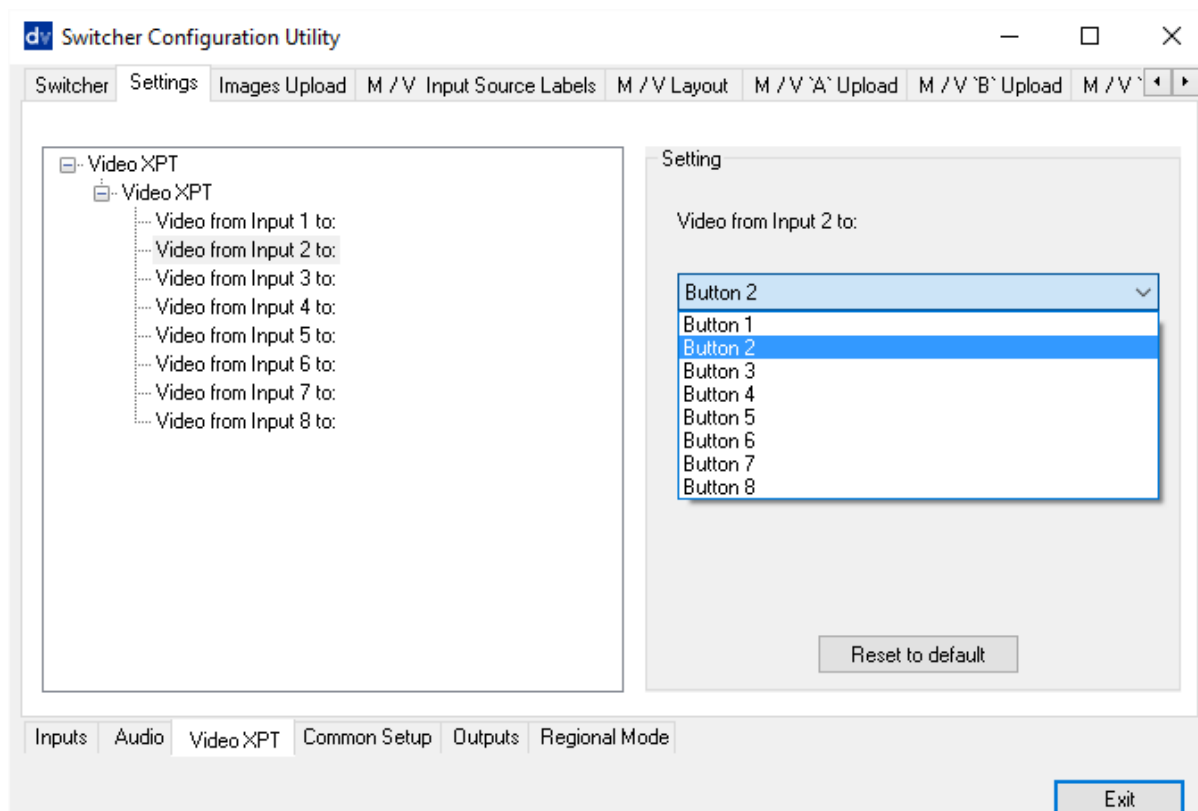 dv Switcher Configuration Utility
Switcher Settings Images Upload M / V Input Source Labels M / V Layout M / V `A` Upload M / V `B` Upload M / V `
Video XPT
Video XPT
Video from Input 1 to:
Video from Input 2 to:
Video from Input 3 to:
Video from Input 4 to:
Video from Input 5 to:
Video from Input 6 to:
Video from Input 7 to:
Video from Input 8 to:
Setting
Video from Input 2 to:
Button 2
Button 1
Button 2
Button 3
Button 4
Button 5
Button 6
Button 7
Button 8
Reset to default
Inputs Audio Video XPT Common Setup Outputs Regional Mode
Exit